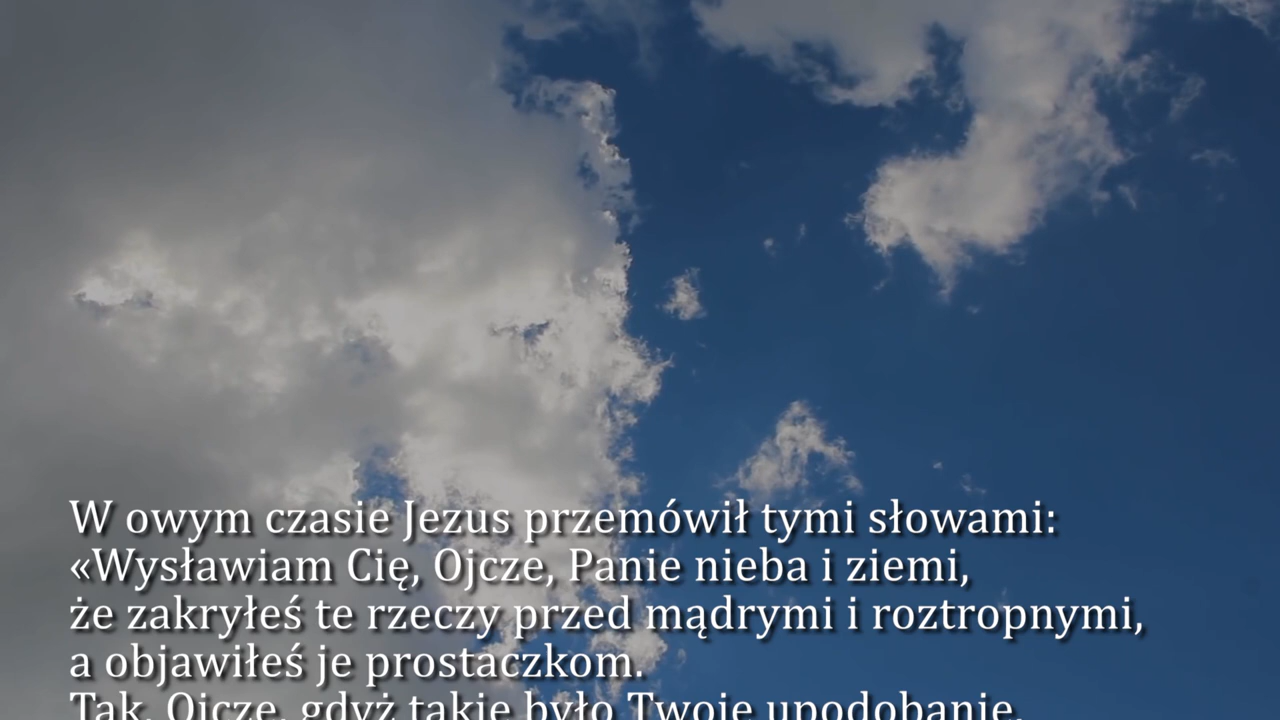 W owym czasie Jezus przemówił tymi słowami:
«Wysławiam Cię, Ojcze, Panie nieba i ziemi,
że zakryłeś te rzeczy przed mądrymi i roztropnymi,
a objawiłeś je prostaczkom.
Tak, Ojcze, gdyż takie było Twoje upodobanie.